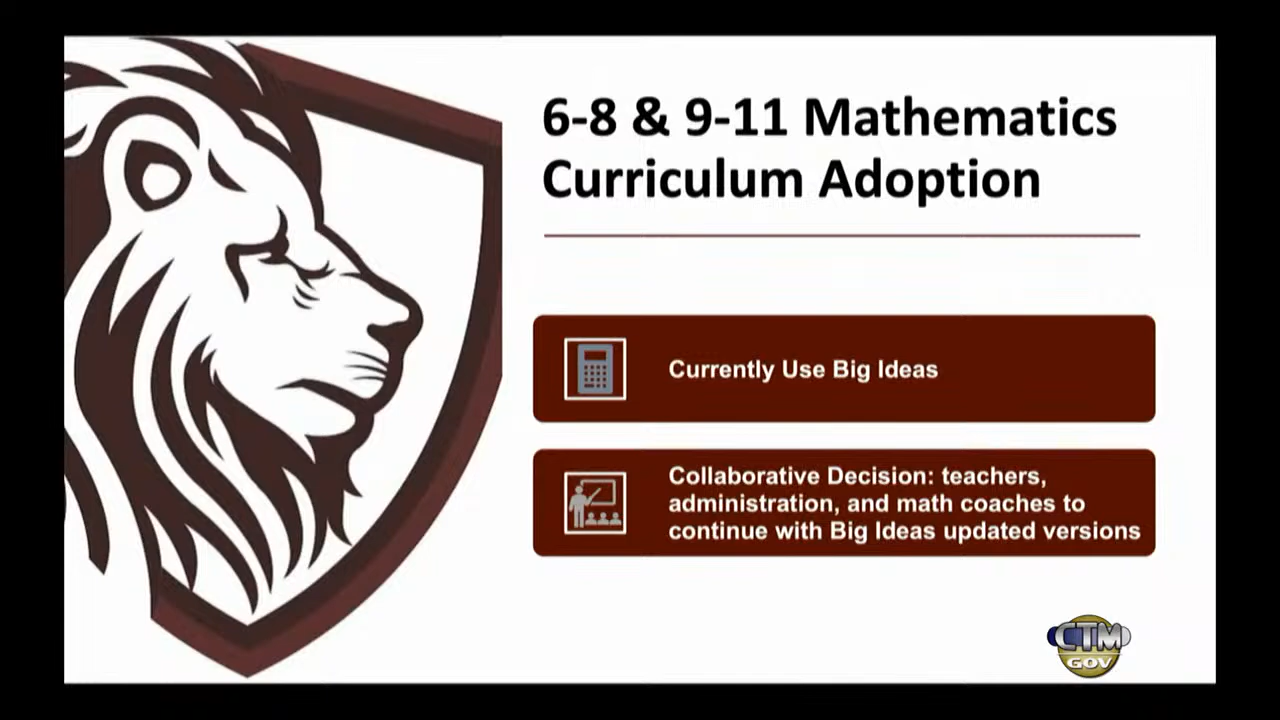 6-8 & 9-11 Mathematics
Curriculum Adoption
Currently Use Big Ideas
Collaborative Decision: teachers,
administration, and math coaches to
continue with Big Ideas updated versions
CTM
GOV